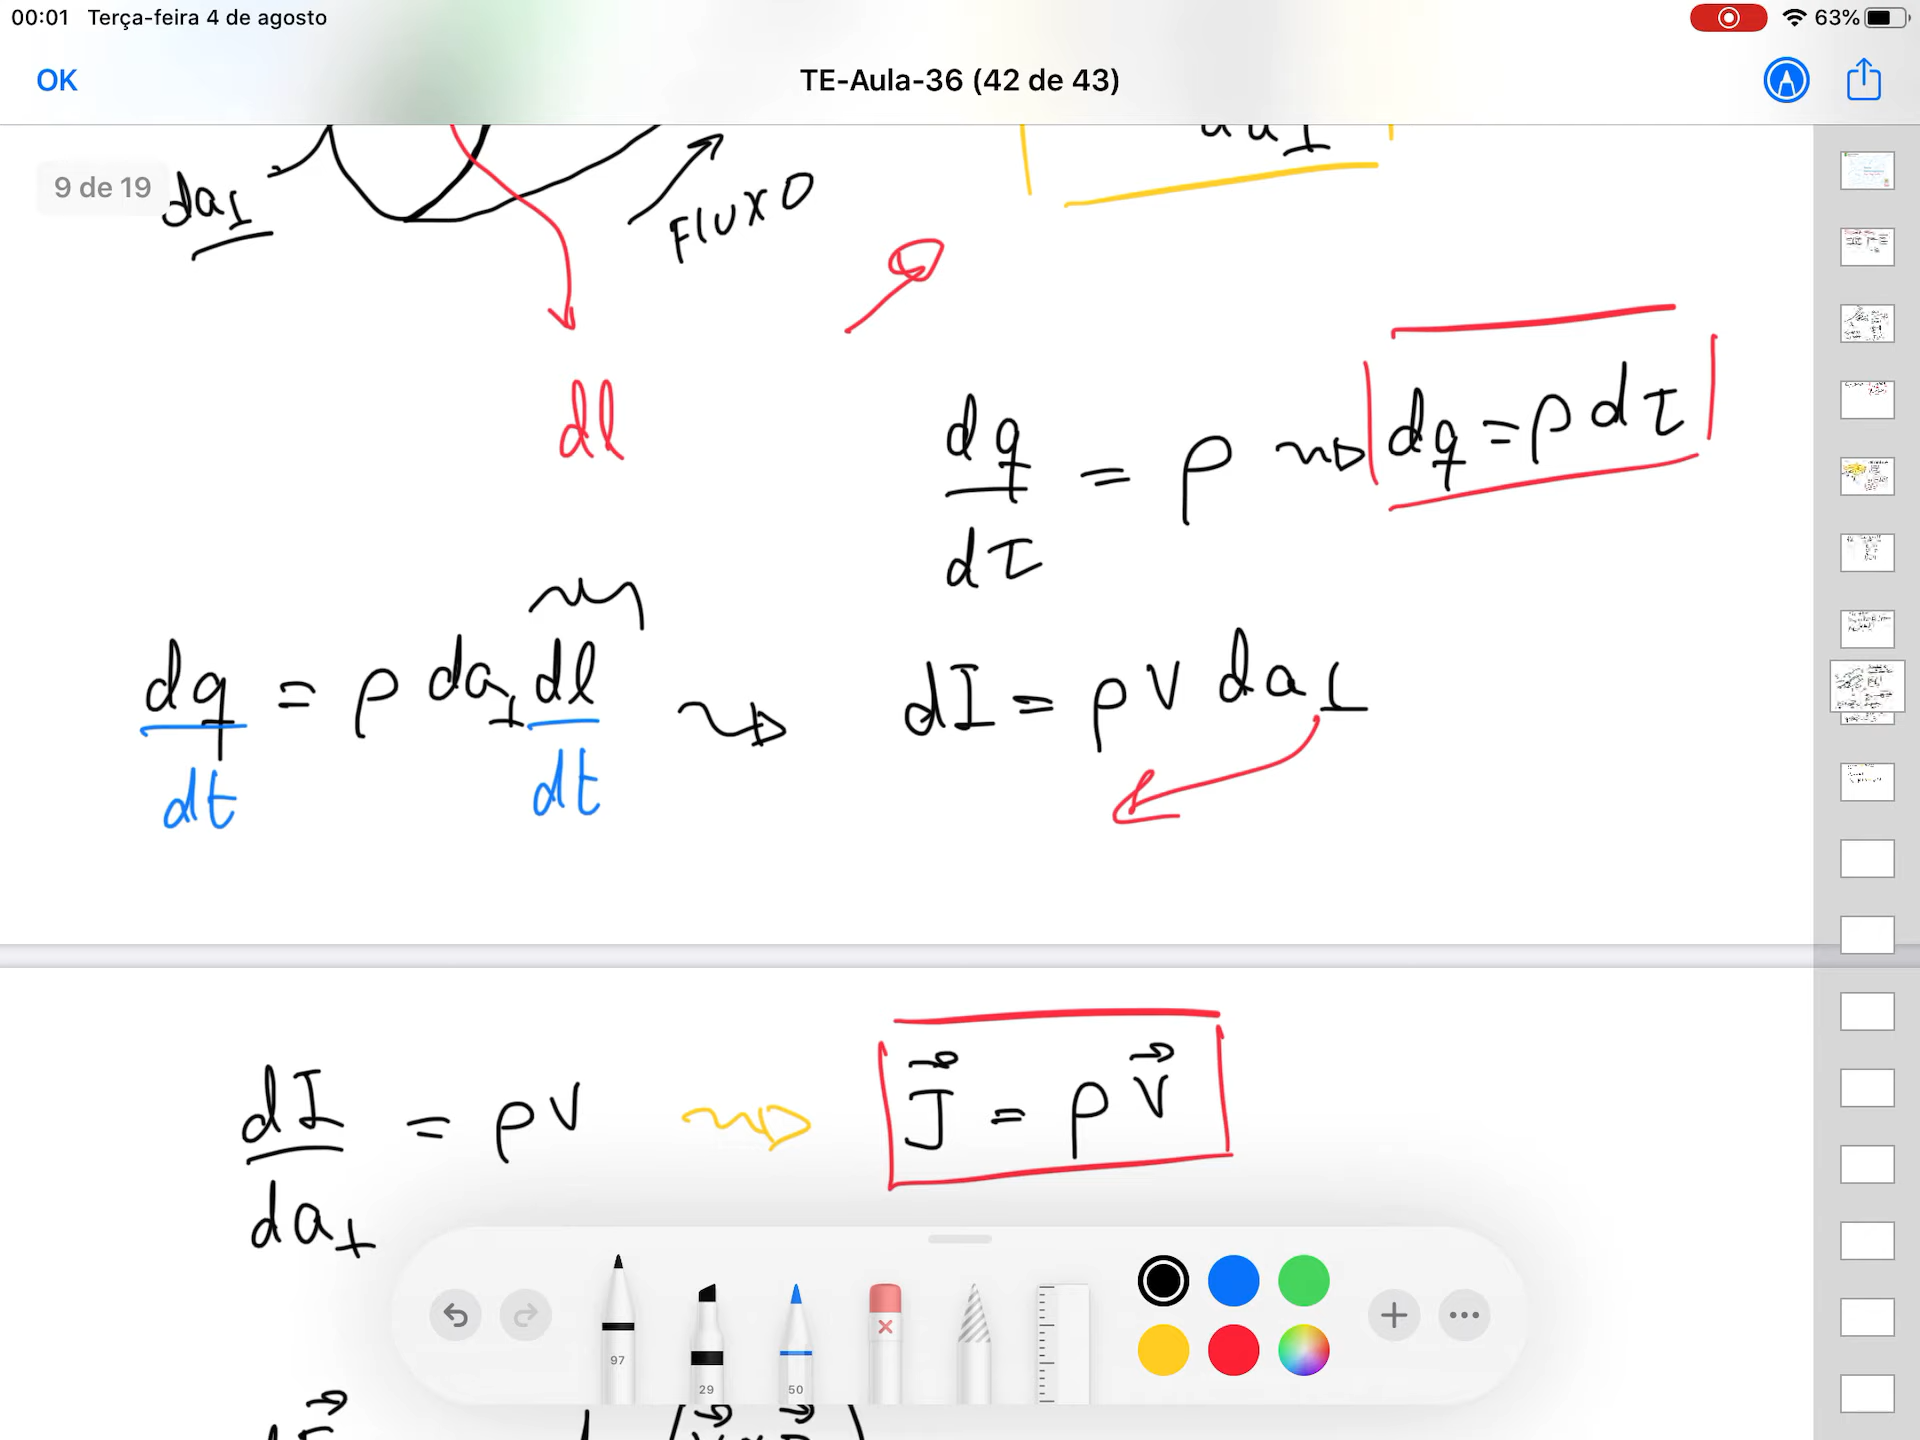 00:01 Terça-feira 4 de agosto 63%
OK TE-Aula-36 (42 de 43)
9 de 19
da⊥
FLUXO
dl
dq/dτ = ρ ⇝ dq = ρ dτ
dq/dt = ρ da⊥ dl/dt ⇝ dI = ρ v da⊥
dI/da⊥ = ρ v ⇝ J⃗ = ρ v⃗
97
29
50